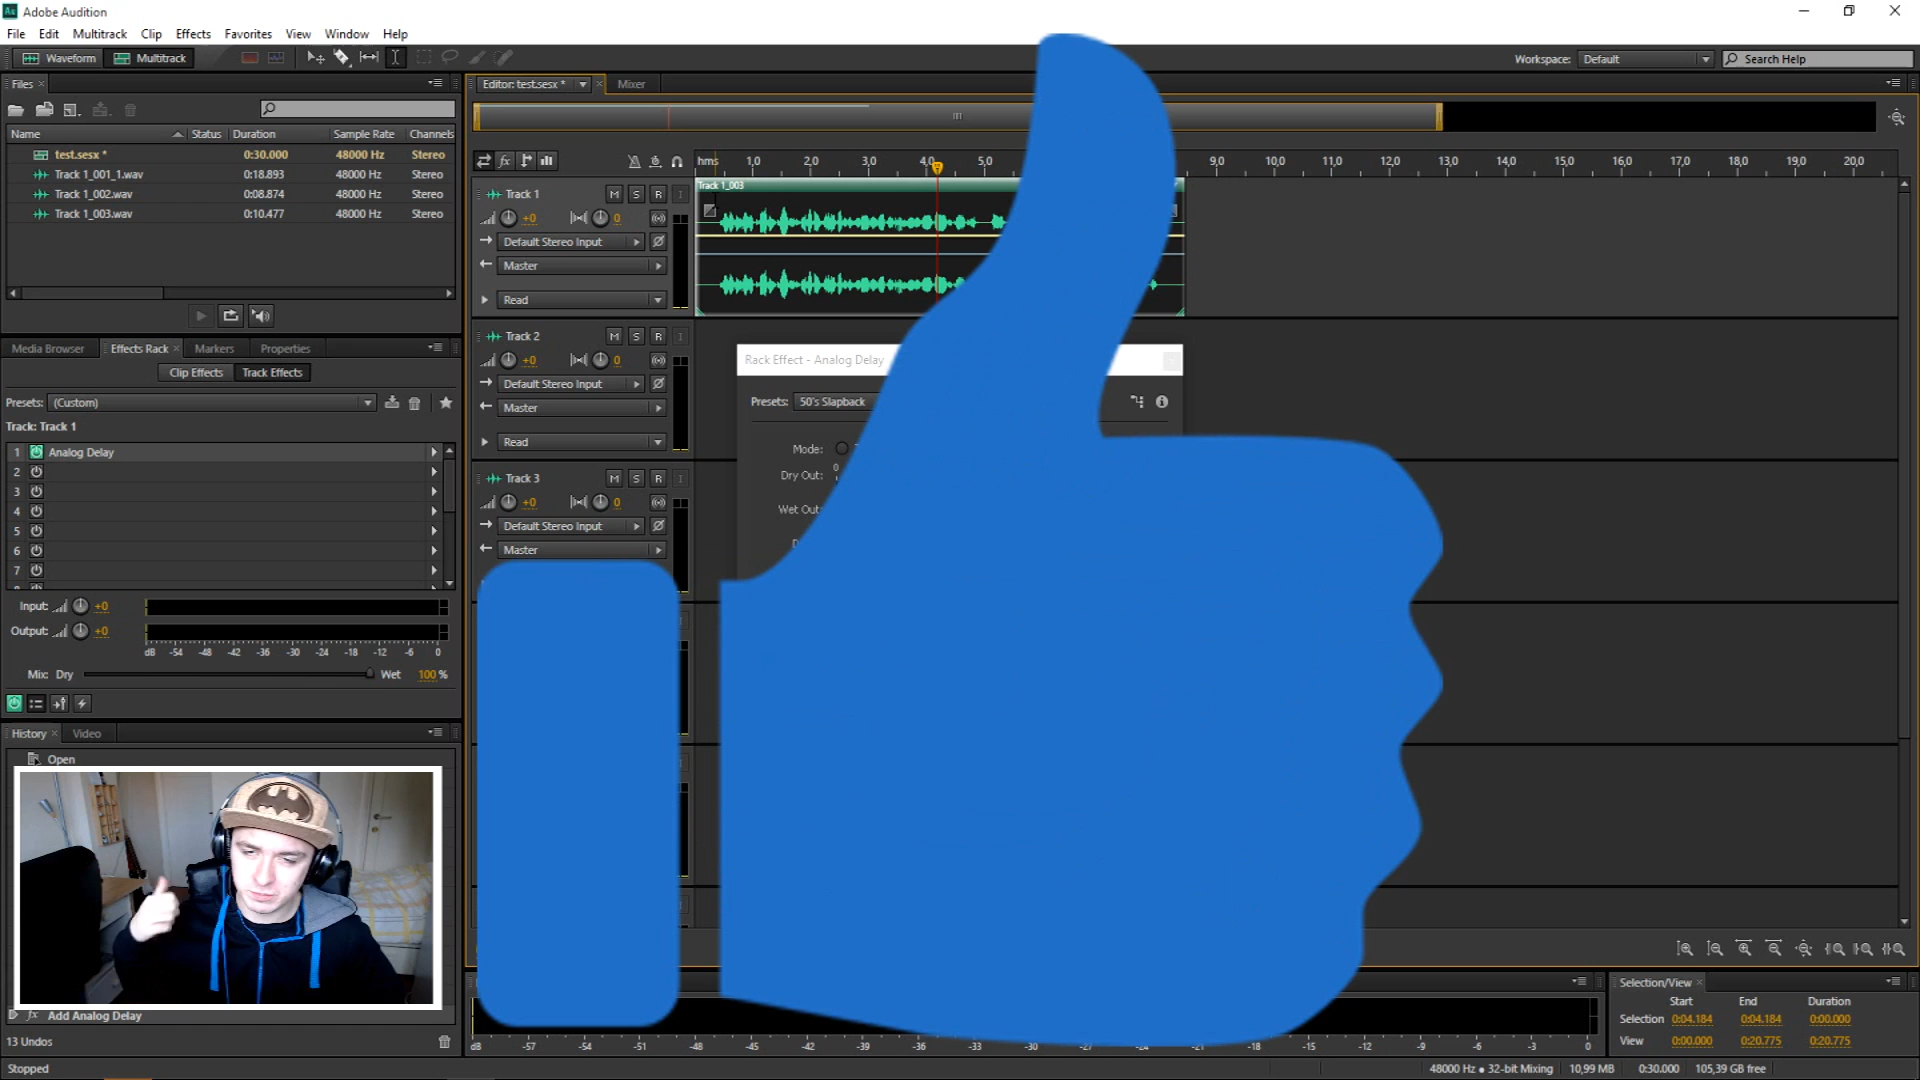 Adobe Audition
File Edit Multitrack Clip Effects Favorites View Window Help
Waveform Multitrack
Workspace: Default
Search Help
Files
Name Status Duration Sample Rate Channels
test.sesx * 0:30.000 48000 Hz Stereo
Track 1_001_1.wav 0:18.893 48000 Hz Stereo
Track 1_002.wav 0:08.874 48000 Hz Stereo
Track 1_003.wav 0:10.477 48000 Hz Stereo
Media Browser Effects Rack Markers Properties
Clip Effects Track Effects
Presets: (Custom)
Track: Track 1
1 Analog Delay
2
3
4
5
6
7
Input: +0
Output: +0
dB -54 -48 -42 -36 -30 -24 -18 -12 -6 0
Mix: Dry Wet 100 %
History Video
Open
Add Analog Delay
13 Undos
Stopped
Editor: test.sesx * Mixer
hms 1,0 2,0 3,0 4,0 5,0 9,0 10,0 11,0 12,0 13,0 14,0 15,0 16,0 17,0 18,0 19,0 20,0
Track 1 M S R I
+0 0
Default Stereo Input
Master
Read
Track 1_003
Track 2 M S R I
+0 0
Default Stereo Input
Master
Read
Track 3 M S R I
+0 0
Default Stereo Input
Master
Rack Effect - Analog Delay
Presets: 50's Slapback
Mode:
Dry Out: 0
Wet Out:
dB -57 -54 -51 -48 -45 -42 -39 -36 -33 -30 -27 -24 -21 -18 -15 -12 -9 -6 -3 0
Selection/View
Start End Duration
Selection 0:04.184 0:04.184 0:00.000
View 0:00.000 0:20.775 0:20.775
48000 Hz • 32-bit Mixing 10,99 MB 0:30.000 105,39 GB free